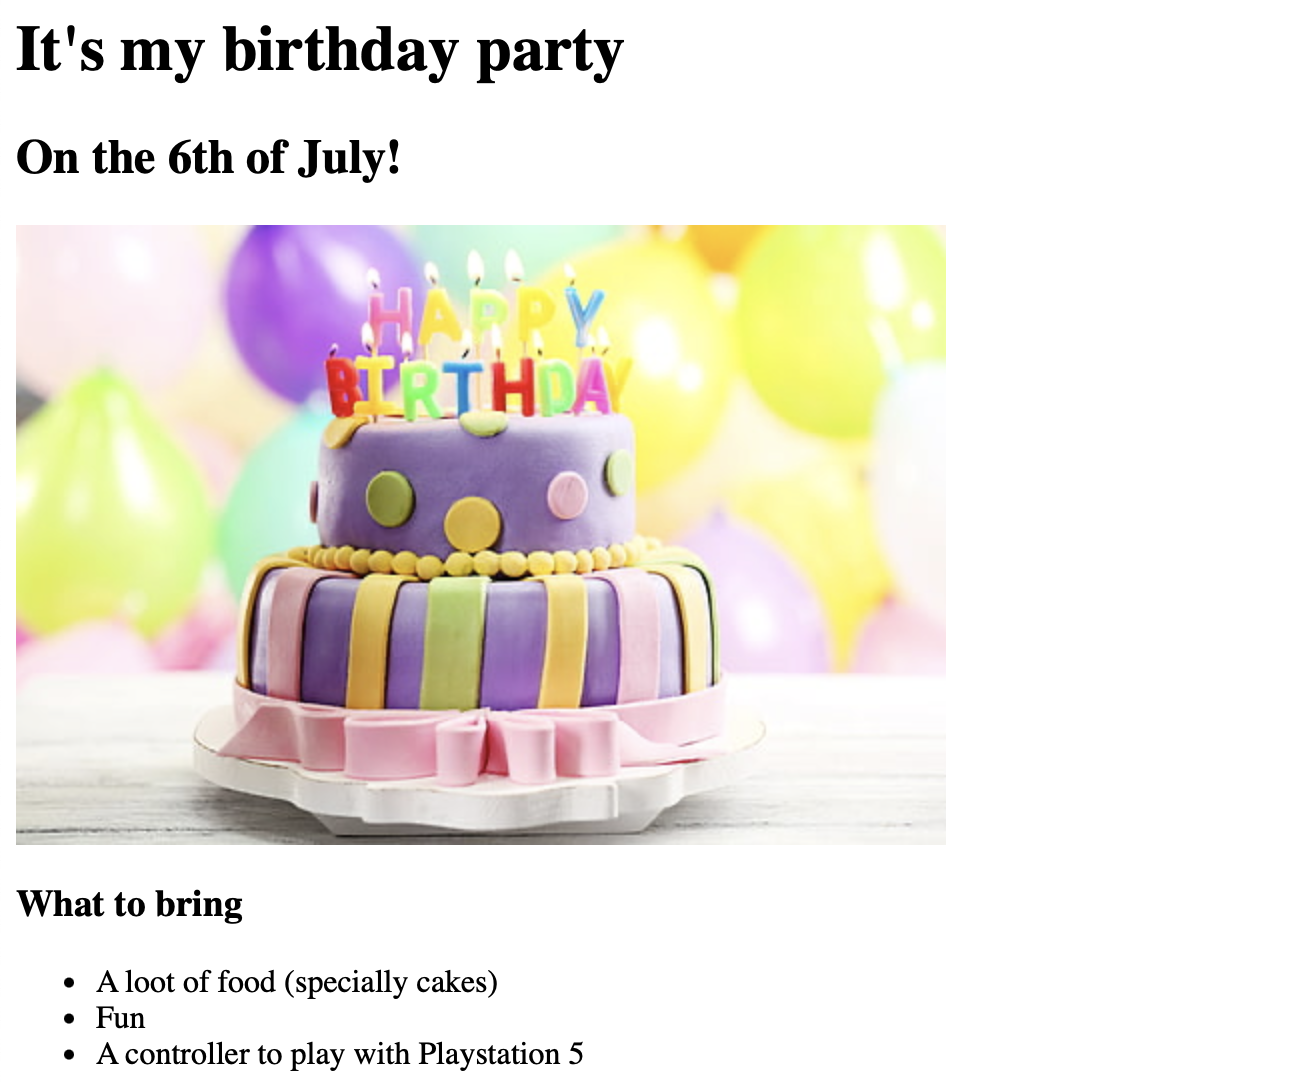 It's my birthday party
On the 6th of July!
HAPPY
BIRTHDAY
What to bring
A loot of food (specially cakes)
Fun
A controller to play with Playstation 5